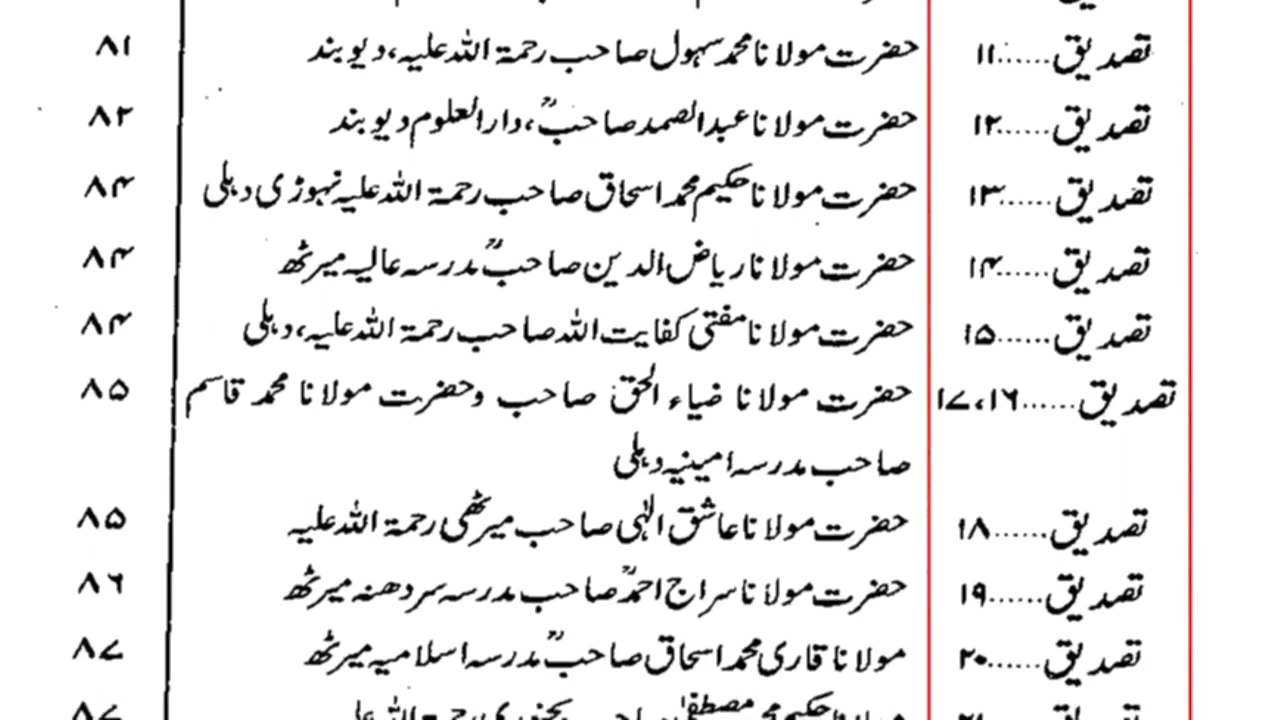 تصدیق......۱۱ حضرت مولانا محمد سہول صاحب رحمۃ اللہ علیہ، دیوبند ۸۱
تصدیق......۱۲ حضرت مولانا عبدالصمد صاحبؒ، دارالعلوم دیوبند ۸۲
تصدیق......۱۳ حضرت مولانا حکیم محمد اسحاق صاحب رحمۃ اللہ علیہ نہوڑی دہلی ۸۴
تصدیق......۱۴ حضرت مولانا ریاض الدین صاحبؒ مدرسہ عالیہ میرٹھ ۸۴
تصدیق......۱۵ حضرت مولانا مفتی کفایت اللہ صاحب رحمۃ اللہ علیہ، دہلی ۸۴
تصدیق......۱۶،۱۷ حضرت مولانا ضیاء الحق صاحب وحضرت مولانا محمد قاسم ۸۵
صاحب مدرسہ امینیہ دہلی
تصدیق......۱۸ حضرت مولانا عاشق الٰہی صاحب میرٹھی رحمۃ اللہ علیہ ۸۵
تصدیق......۱۹ حضرت مولانا سراج احمدؒ صاحب مدرسہ سردھنہ میرٹھ ۸۶
تصدیق......۲۰ مولانا قاری محمد اسحاق صاحبؒ مدرسہ اسلامیہ میرٹھ ۸۷